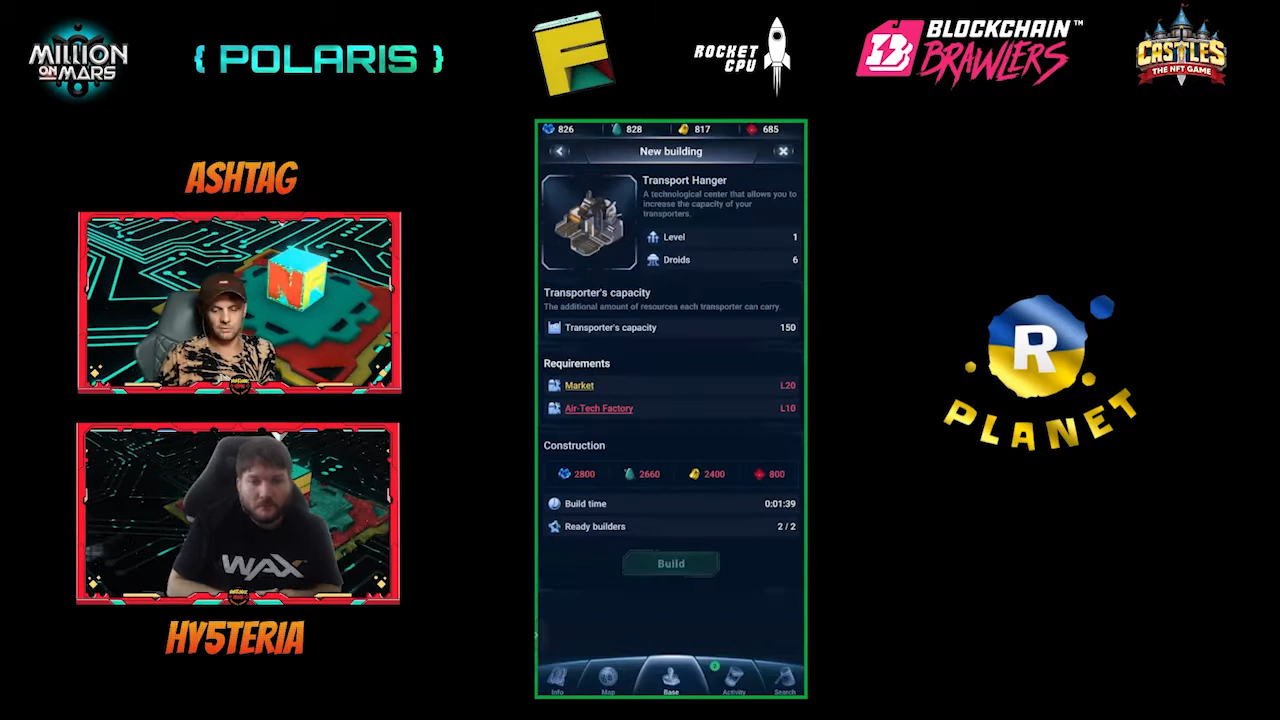 MILLION
ON MARS
{ POLARIS }
F
ROCKET
CPU
B
BLOCKCHAIN™
BRAWLERS
CASTLES
THE NFT GAME
ASHTAG
NF
HY5TERIA
WAX
826
828
817
685
New building
Transport Hanger
A technological center that allows you to
increase the capacity of your
transporters.
Level 1
Droids 6
Transporter's capacity
The additional amount of resources each transporter can carry.
Transporter's capacity 150
Requirements
Market L20
Air-Tech Factory L10
Construction
2800 2660 2400 800
Build time 0:01:39
Ready builders 2 / 2
Build
2
Info Map Base Activity Search
R
PLANET